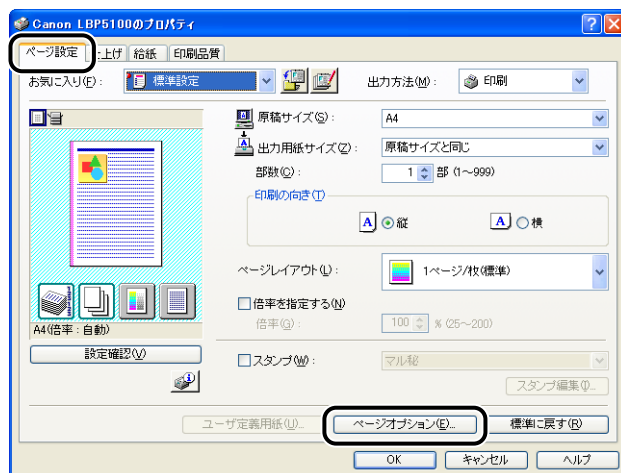 Canon LBP5100のプロパティ
ページ設定 上げ 給紙 印刷品質
お気に入り(F): 標準設定 出力方法(M): 印刷
原稿サイズ(S): A4
出力用紙サイズ(Z): 原稿サイズと同じ
部数(C): 1 部 (1～999)
印刷の向き(T)
A 縦 A 横
ページレイアウト(L): 1ページ/枚(標準)
倍率を指定する(N)
A4(倍率:自動) 倍率(G): 100 % (25～200)
設定確認(V) スタンプ(W): マル秘
スタンプ編集(I)...
ユーザ定義用紙(U)... ページオプション(E)... 標準に戻す(R)
OK キャンセル ヘルプ